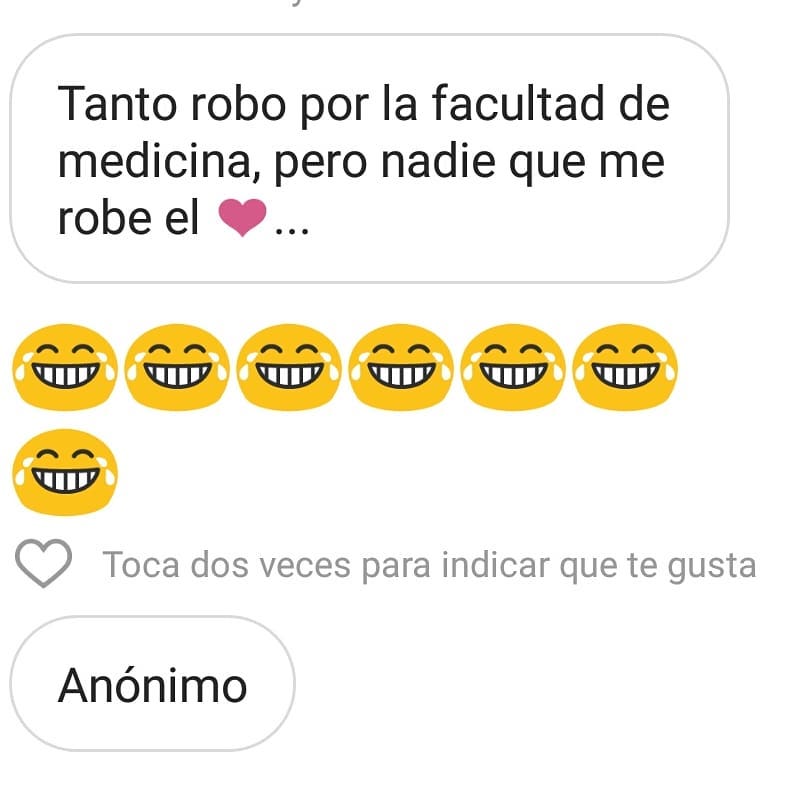 Tanto robo por la facultad de
medicina, pero nadie que me
robe el ❤...
😂😂😂😂😂😂
😂
Toca dos veces para indicar que te gusta
Anónimo